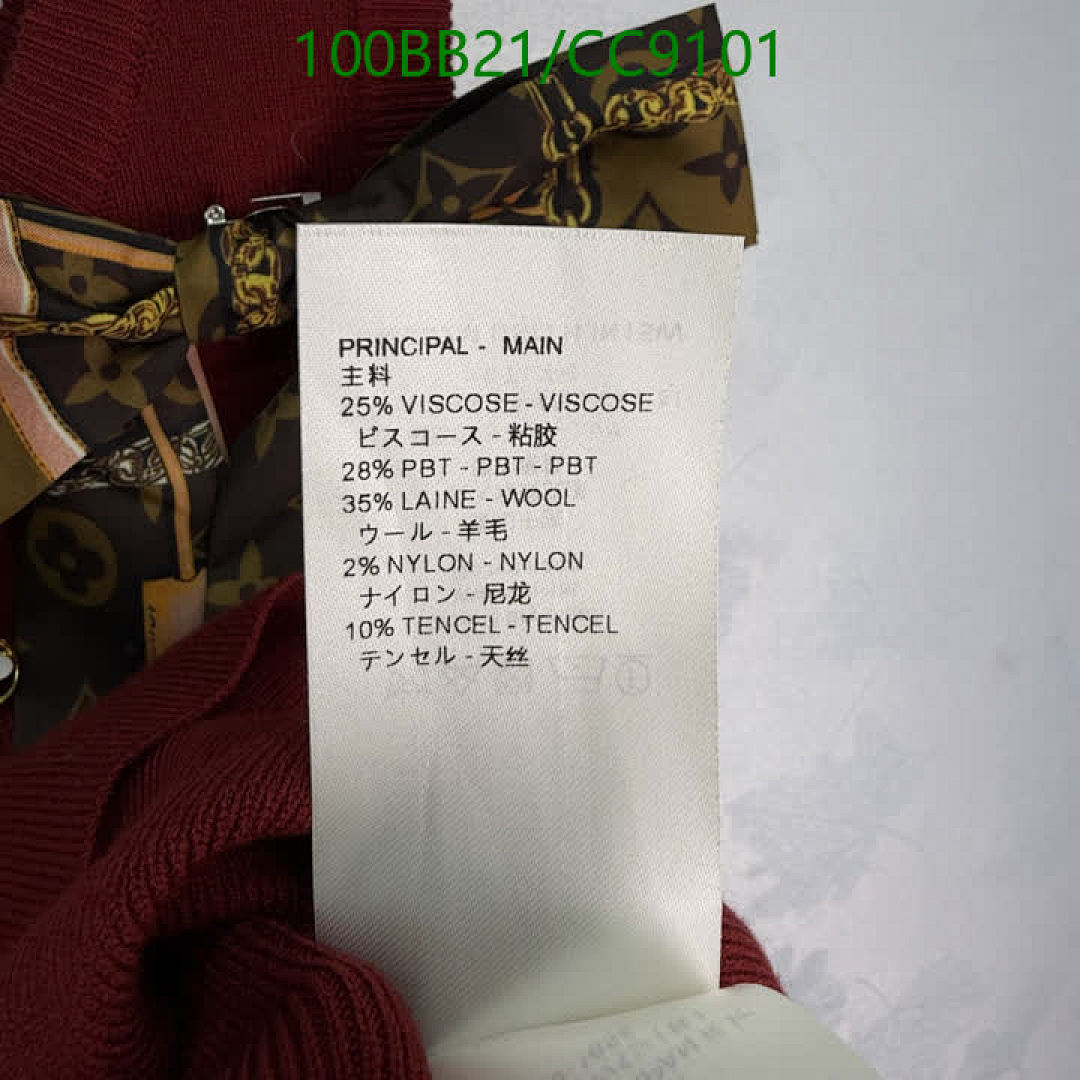 100BB21/CC9101
PRINCIPAL - MAIN
主料
25% VISCOSE - VISCOSE
ビスコース - 粘胶
28% PBT - PBT - PBT
35% LAINE - WOOL
ウール - 羊毛
2% NYLON - NYLON
ナイロン - 尼龙
10% TENCEL - TENCEL
テンセル - 天丝